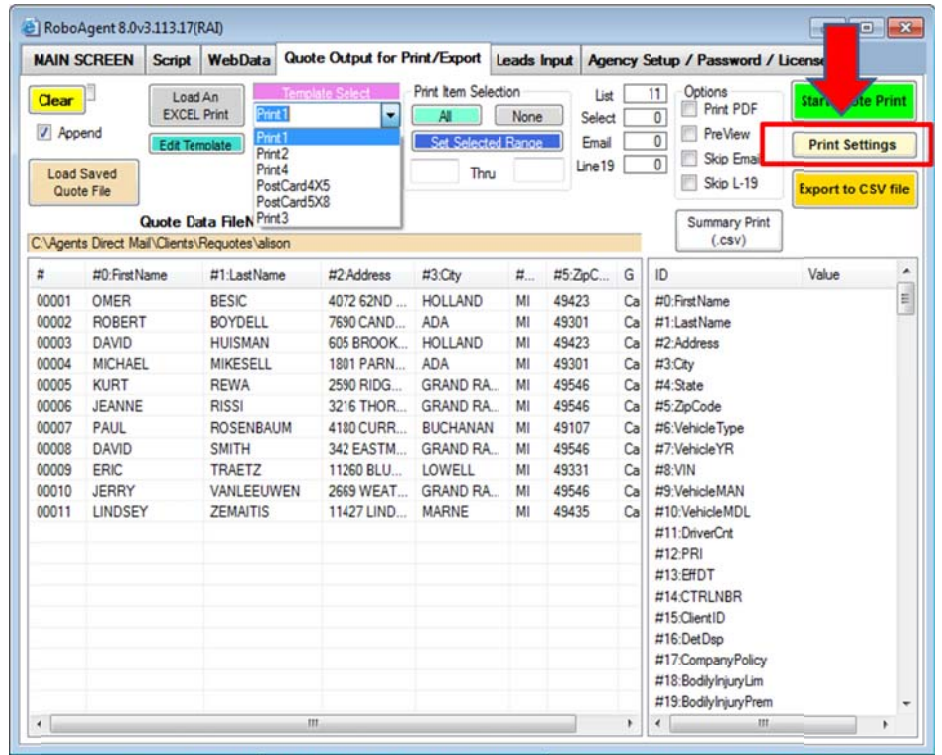 RoboAgent 8.0v3.113.17(RAI)
MAIN SCREEN Script WebData Quote Output for Print/Export Leads Input Agency Setup / Password / License
Clear
Append
Load Saved
Quote File
Load An
EXCEL Print
Edit Template
Template Select
Print1
Print1
Print2
Print4
PostCard4X5
PostCard5X8
Print3
Print Item Selection
All None
Set Selected Range
Thru
List 11
Select 0
Email 0
Line19 0
Options
Print PDF
PreView
Skip Email
Skip L-19
Summary Print
(.csv)
Print
Print Settings
Export to CSV file
Quote Data File
C:\Agents Direct Mail\Clients\Requotes\alison
# #0:FirstName #1:LastName #2:Address #3:City #... #5:ZipC... G
00001 OMER BESIC 4072 62ND ... HOLLAND MI 49423 Ca
00002 ROBERT BOYDELL 7690 CAND... ADA MI 49301 Ca
00003 DAVID HUISMAN 605 BROOK... HOLLAND MI 49423 Ca
00004 MICHAEL MIKESELL 1801 PARN... ADA MI 49301 Ca
00005 KURT REWA 2590 RIDG... GRAND RA... MI 49546 Ca
00006 JEANNE RISSI 3216 THOR... GRAND RA... MI 49546 Ca
00007 PAUL ROSENBAUM 4180 CURR... BUCHANAN MI 49107 Ca
00008 DAVID SMITH 342 EASTM... GRAND RA... MI 49546 Ca
00009 ERIC TRAETZ 11260 BLU... LOWELL MI 49331 Ca
00010 JERRY VANLEEUWEN 2669 WEAT... GRAND RA... MI 49546 Ca
00011 LINDSEY ZEMAITIS 11427 LIND... MARNE MI 49435 Ca
ID Value
#0:FirstName
#1:LastName
#2:Address
#3:City
#4:State
#5:ZipCode
#6:VehicleType
#7:VehicleYR
#8:VIN
#9:VehicleMAN
#10:VehicleMDL
#11:DriverCnt
#12:PRI
#13:EffDT
#14:CTRLNBR
#15:ClientID
#16:DetDsp
#17:CompanyPolicy
#18:BodilyInjuryLim
#19:BodilyInjuryPrem